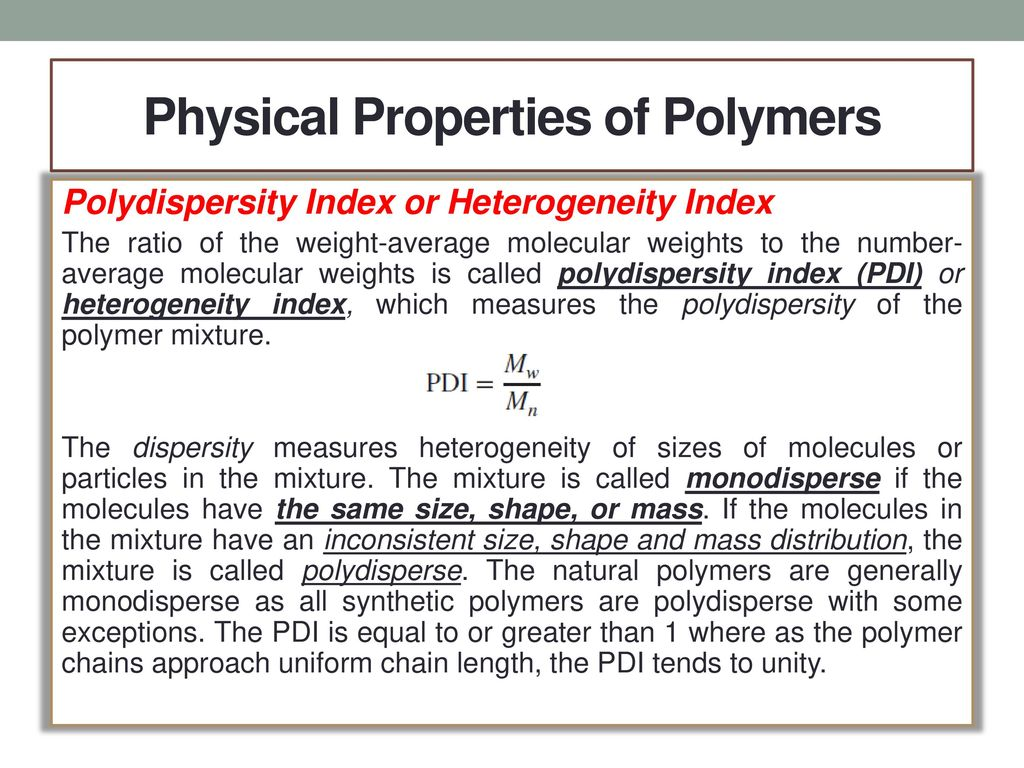 Physical Properties of Polymers
Polydispersity Index or Heterogeneity Index
The ratio of the weight-average molecular weights to the number-
average molecular weights is called polydispersity index (PDI) or
heterogeneity index, which measures the polydispersity of the
polymer mixture.
PDI = M_w / M_n
The dispersity measures heterogeneity of sizes of molecules or
particles in the mixture. The mixture is called monodisperse if the
molecules have the same size, shape, or mass. If the molecules in
the mixture have an inconsistent size, shape and mass distribution, the
mixture is called polydisperse. The natural polymers are generally
monodisperse as all synthetic polymers are polydisperse with some
exceptions. The PDI is equal to or greater than 1 where as the polymer
chains approach uniform chain length, the PDI tends to unity.